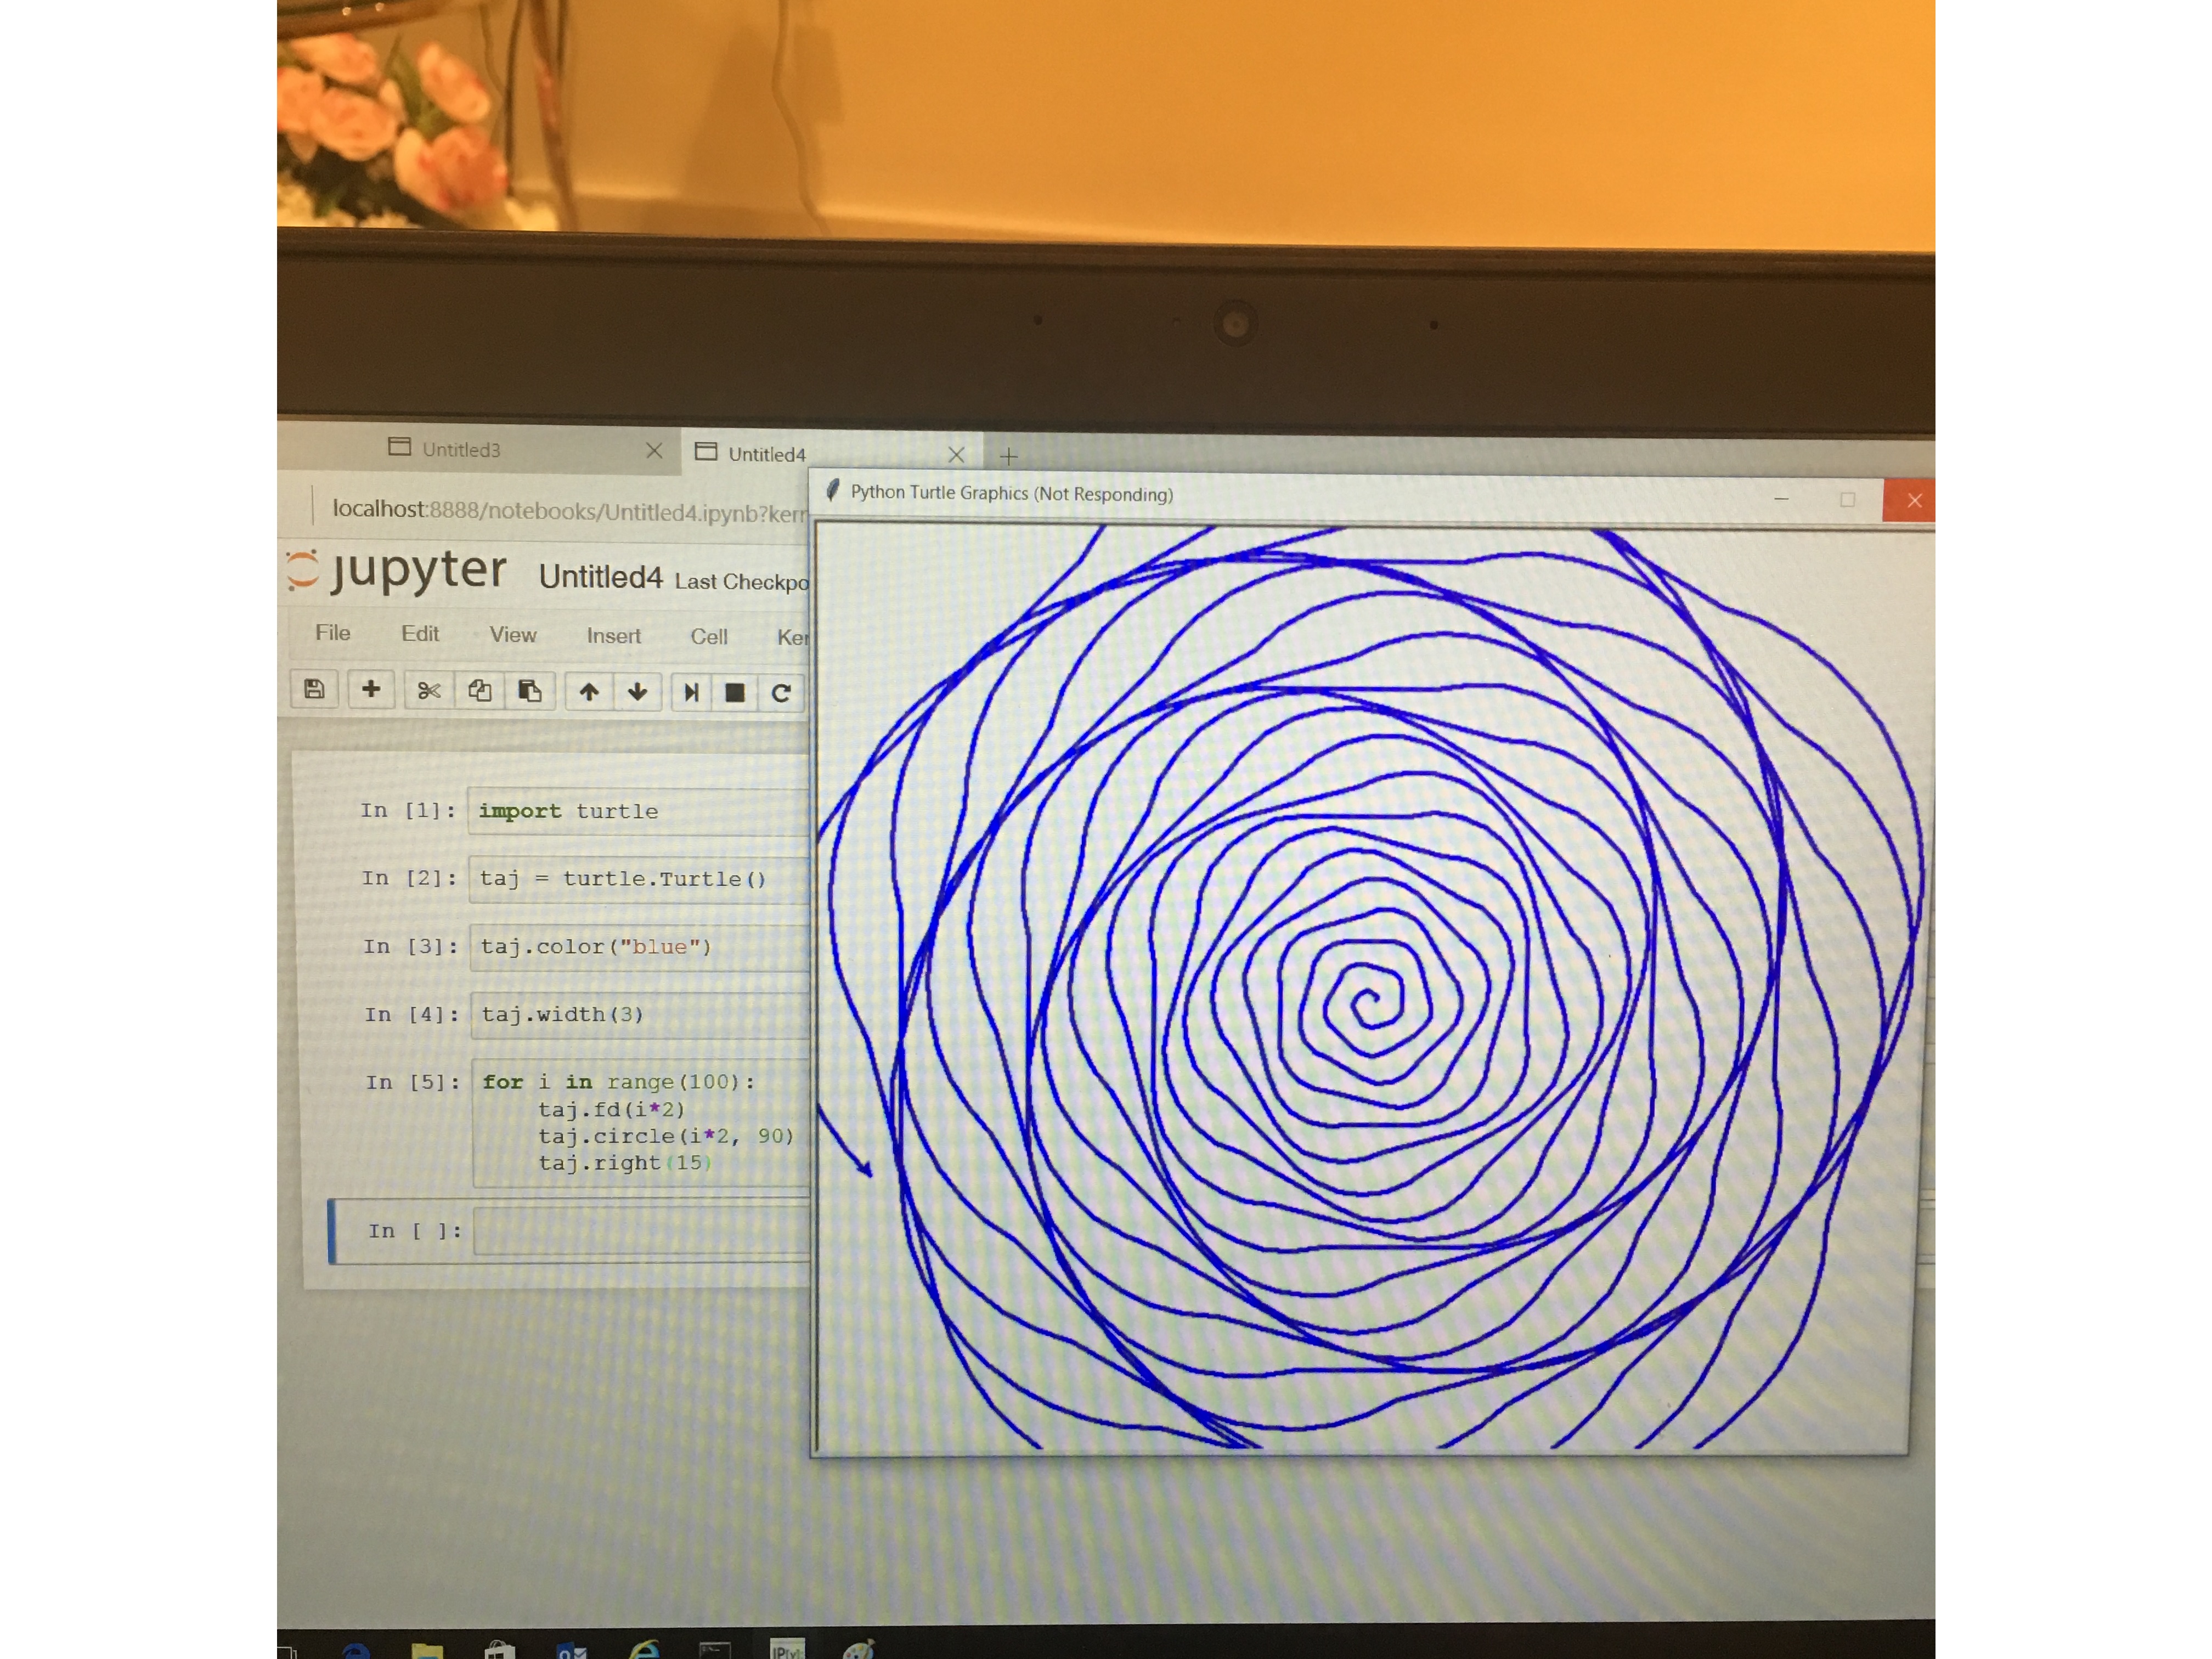 Untitled3
Untitled4
Python Turtle Graphics (Not Responding)
localhost:8888/notebooks/Untitled4.ipynb?kern
jupyter Untitled4 Last Checkpo
File Edit View Insert Cell Ker
In [1]: import turtle
In [2]: taj = turtle.Turtle()
In [3]: taj.color("blue")
In [4]: taj.width(3)
In [5]: for i in range(100):
taj.fd(i*2)
taj.circle(i*2, 90)
taj.right(15)
In [ ]:
IP[y]: